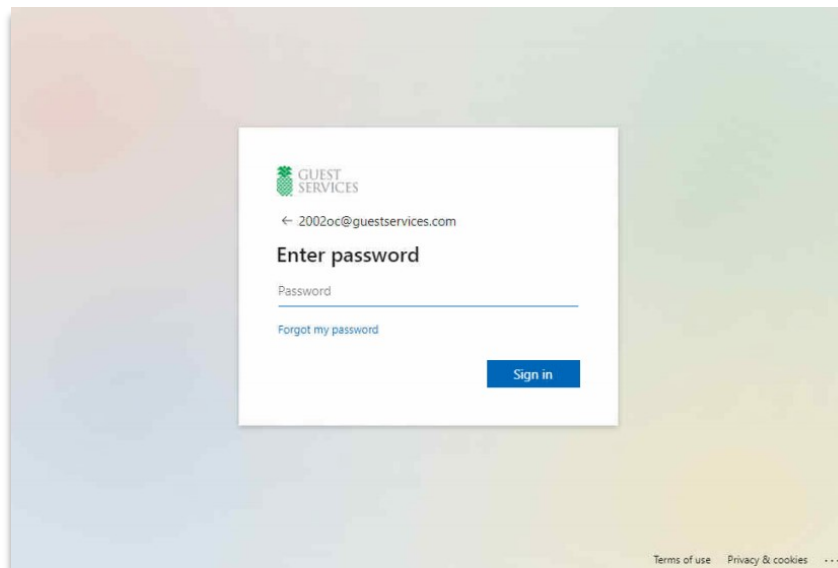 GUEST
SERVICES
← 2002oc@guestservices.com
Enter password
Password
Forgot my password
Sign in
Terms of use Privacy & cookies ...